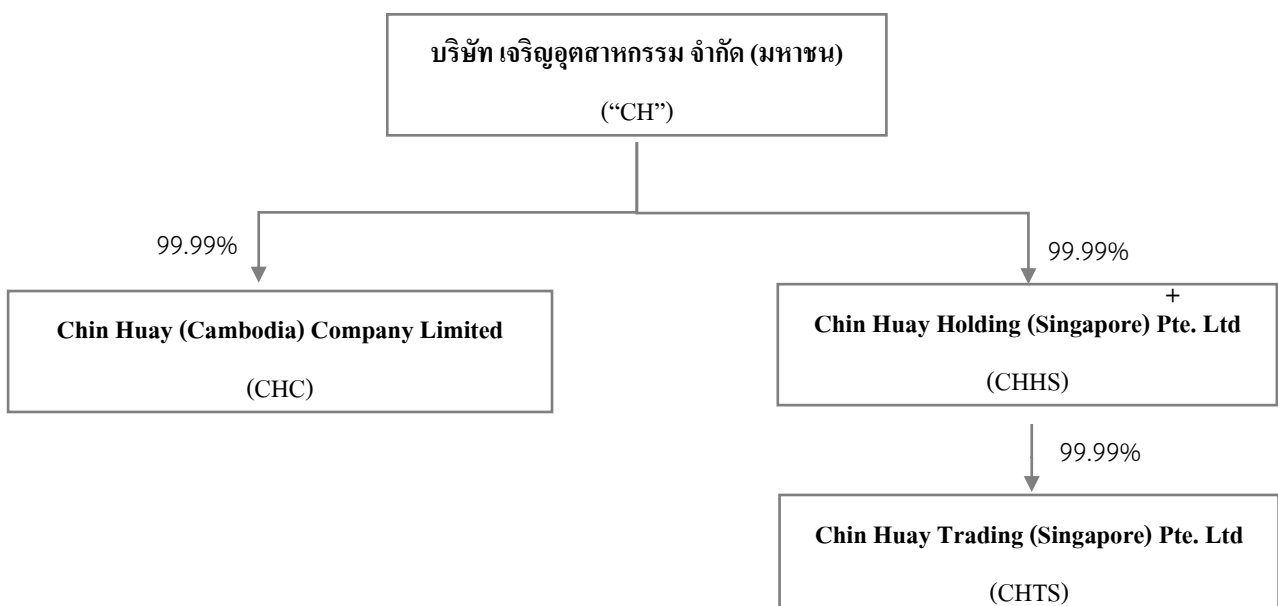 บริษัท เจริญอุตสาหกรรม จำกัด (มหาชน)
(“CH”)
99.99%
99.99%
Chin Huay (Cambodia) Company Limited
(CHC)
+
Chin Huay Holding (Singapore) Pte. Ltd
(CHHS)
99.99%
Chin Huay Trading (Singapore) Pte. Ltd
(CHTS)